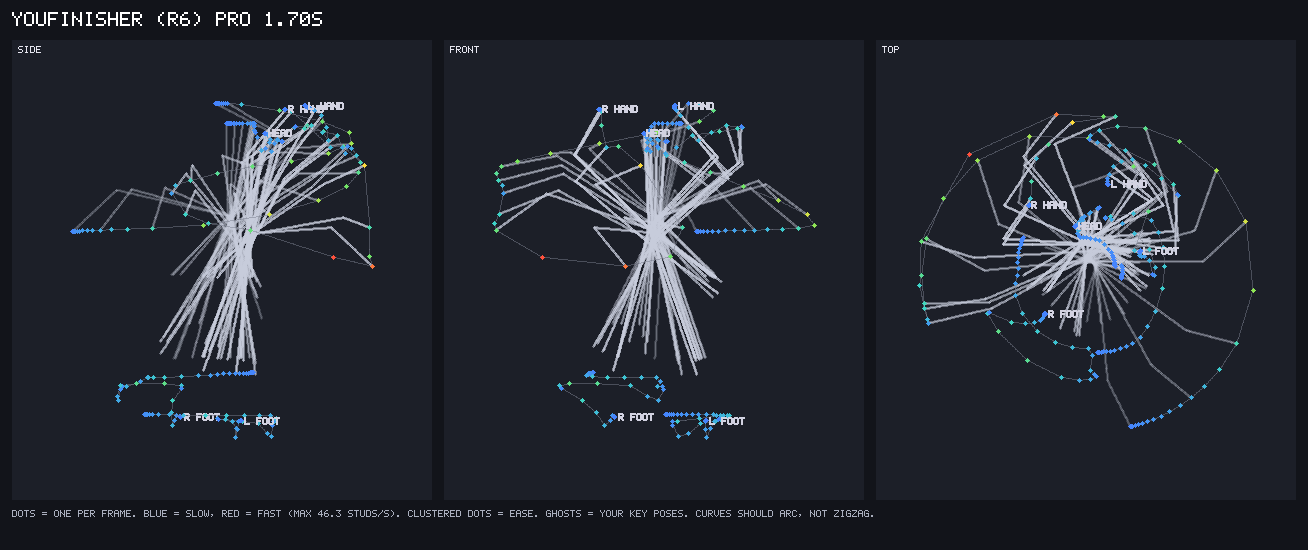 YOUFINISHER (R6) PRO 1.70S
SIDE
R HAND
L HAND
HEAD
R FOOT
L FOOT
FRONT
R HAND
L HAND
HEAD
R FOOT
L FOOT
TOP
L HAND
R HAND
HEAD
L FOOT
R FOOT
DOTS = ONE PER FRAME. BLUE = SLOW, RED = FAST (MAX 46.3 STUDS/S). CLUSTERED DOTS = EASE. GHOSTS = YOUR KEY POSES. CURVES SHOULD ARC, NOT ZIGZAG.